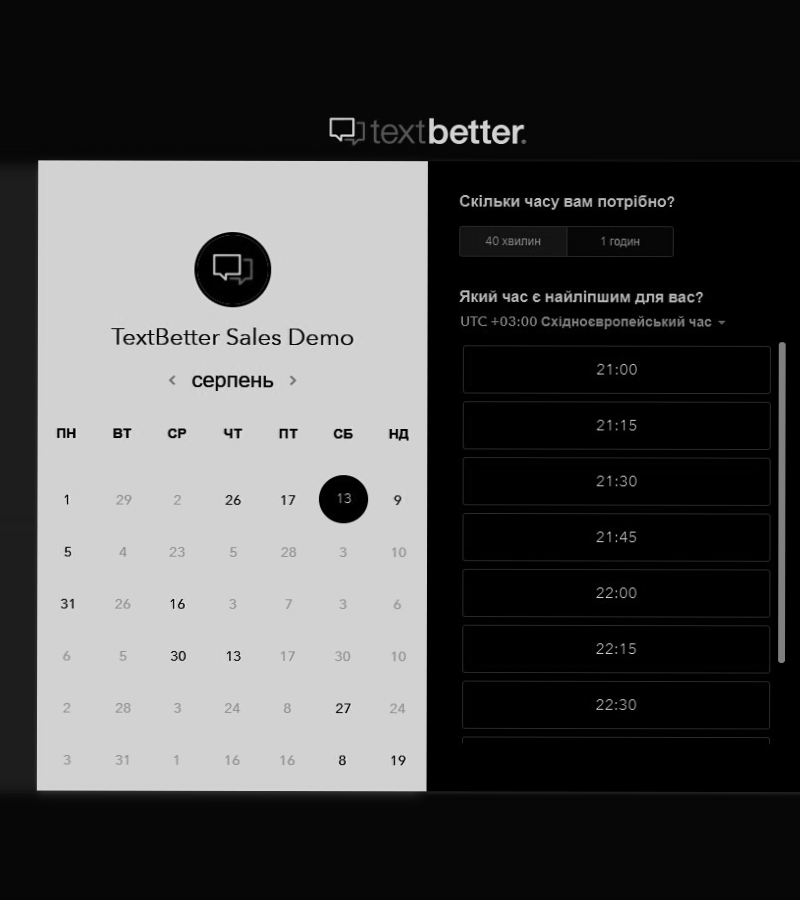 textbetter.
TextBetter Sales Demo
серпень
ПН ВТ СР ЧТ ПТ СБ НД
1 29 2 26 17 13 9
5 4 23 5 28 3 10
31 26 16 3 7 3 6
6 5 30 13 17 30 10
2 28 3 24 8 27 24
3 31 1 16 16 8 19
Скільки часу вам потрібно?
40 хвилин 1 годин
Який час є найліпшим для вас?
UTC +03:00 Східноєвропейський час
21:00
21:15
21:30
21:45
22:00
22:15
22:30